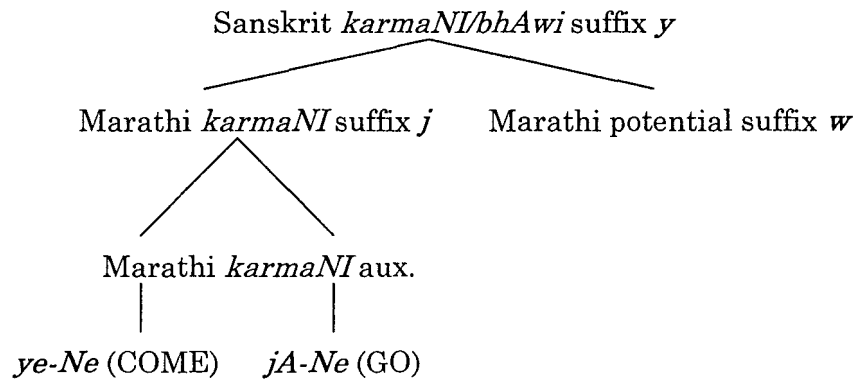 Sanskrit karmaNI/bhAwi suffix y
Marathi karmaNI suffix j Marathi potential suffix w
Marathi karmaNI aux.
ye-Ne (COME) jA-Ne (GO)